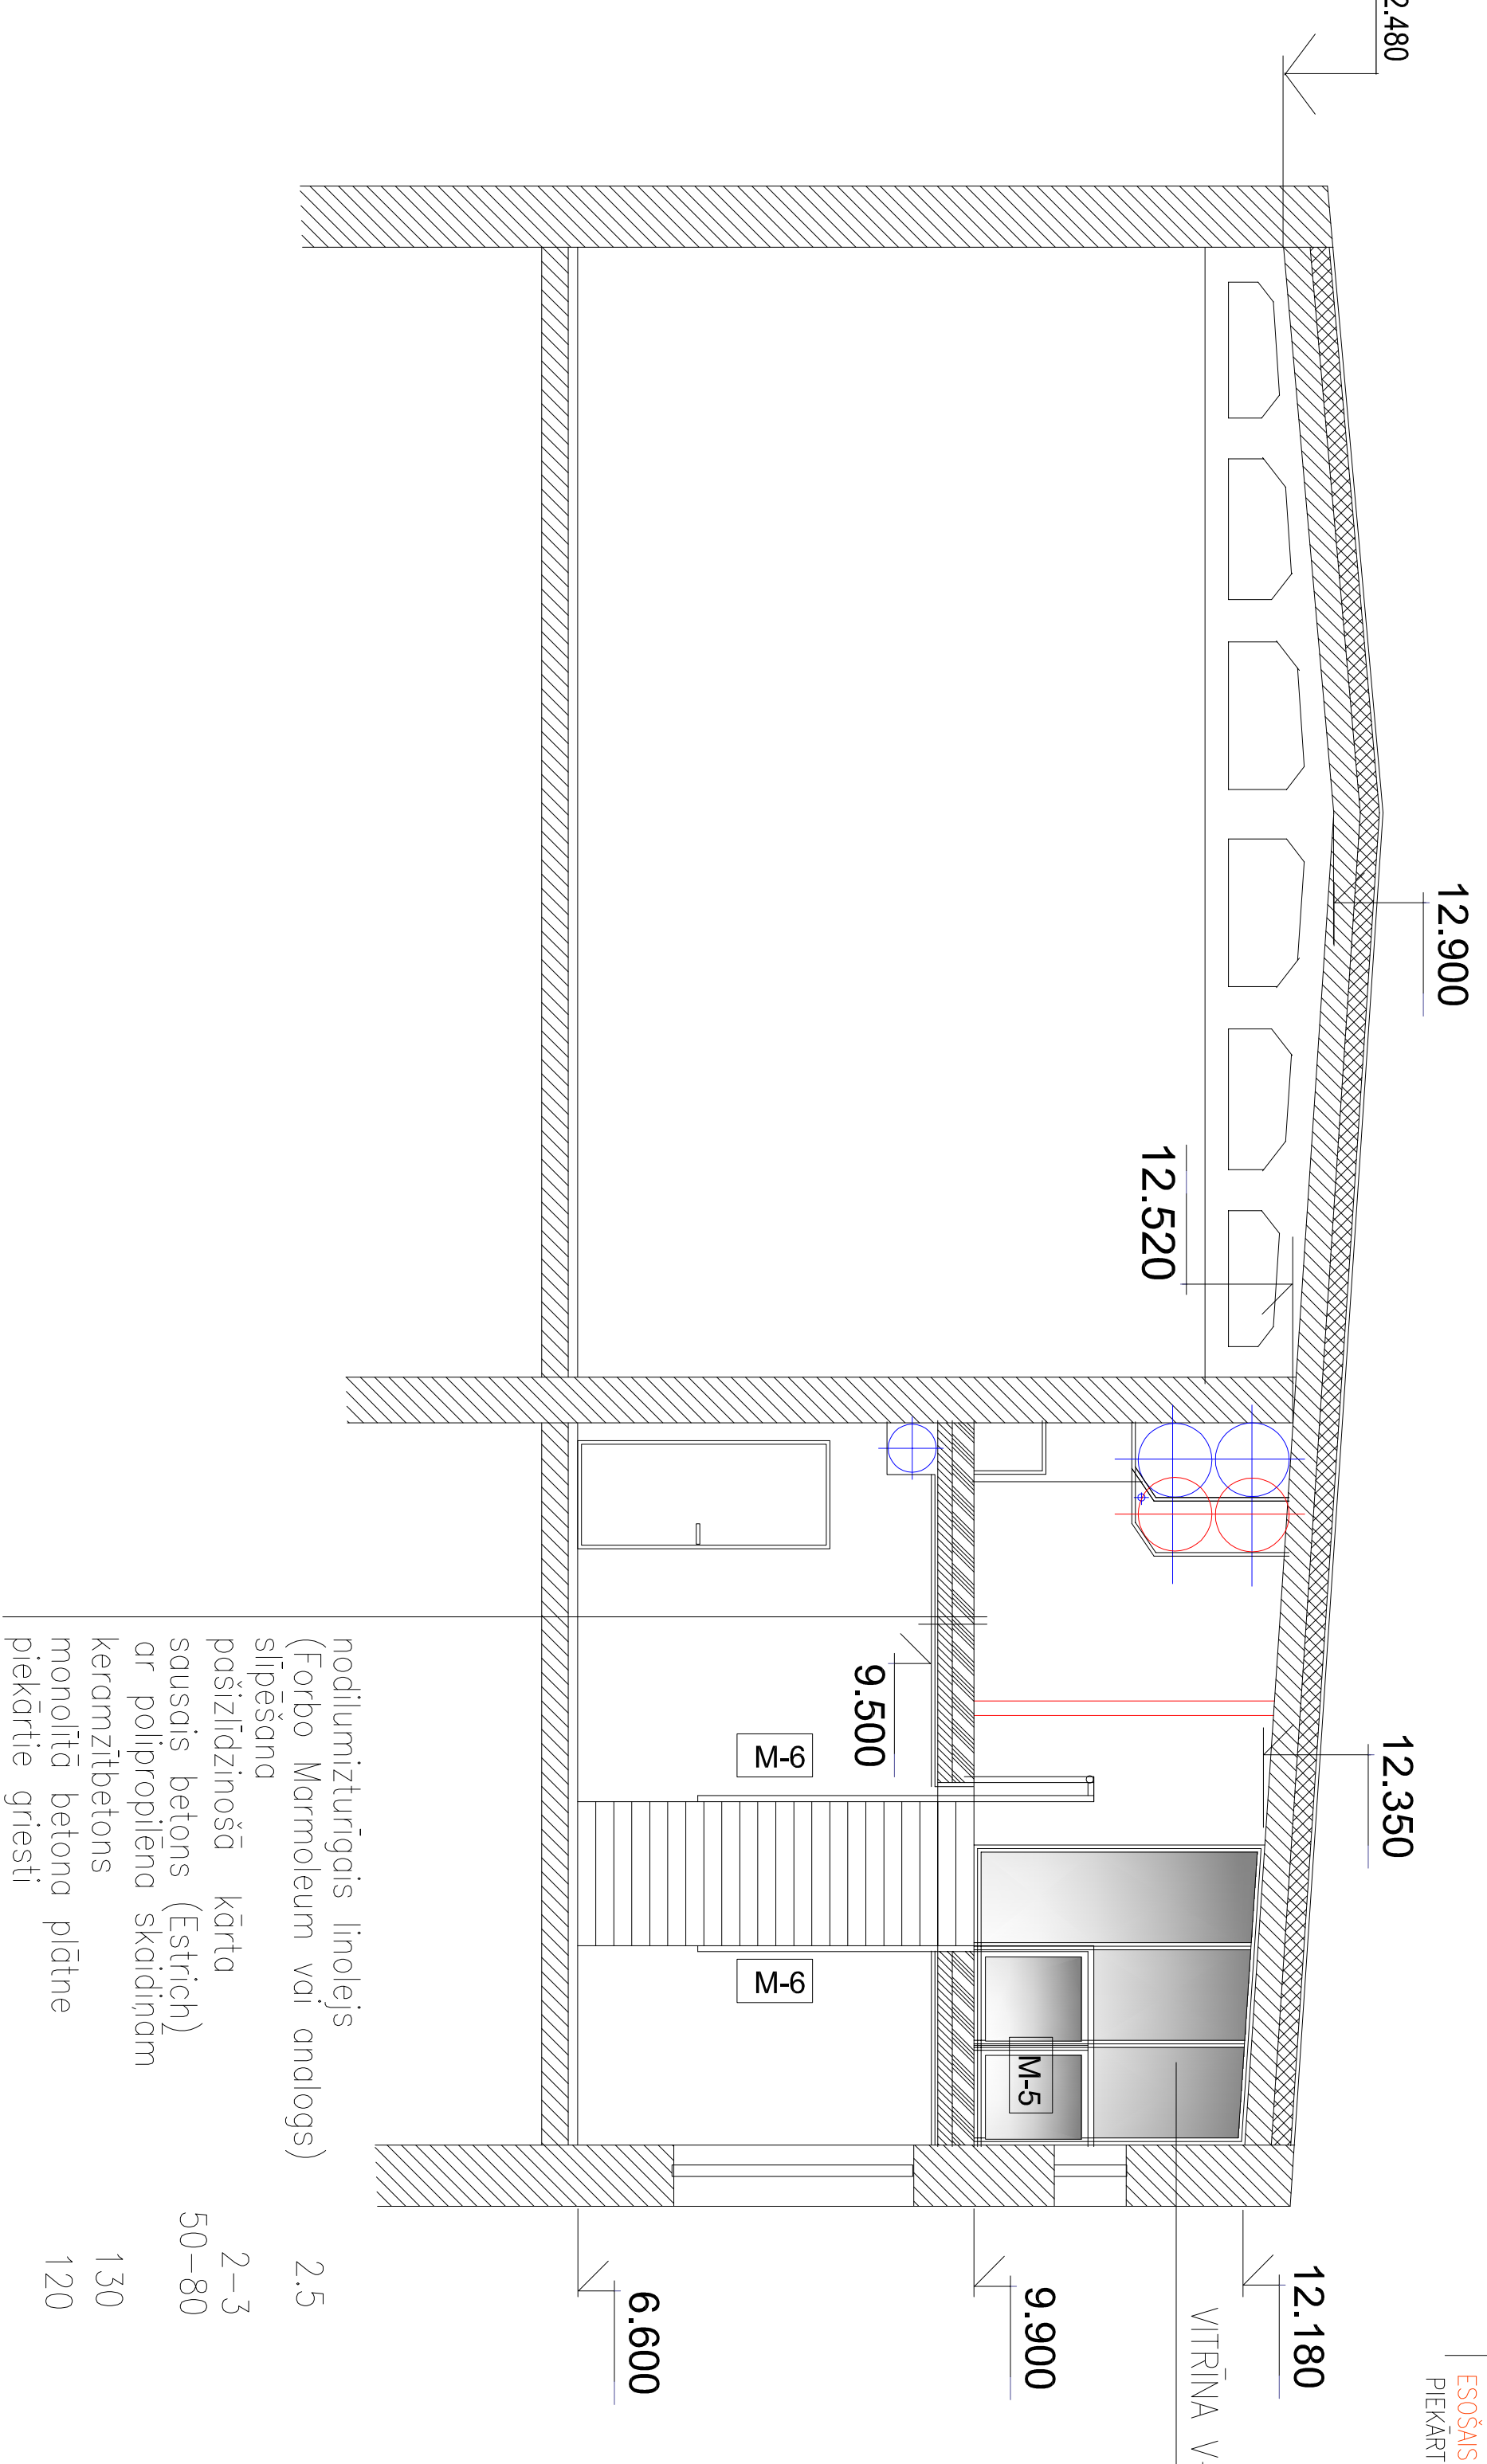 ESOŠAIS
PIEKĀRT
12.900
2.480
12.350
12.180
VITRĪNA V-
12.520
M-5
9.900
9.500
M-6
M-6
6.600
nodilumizturīgais linolejs
(Forbo Marmoleum vai analogs) 2.5
slīpēšana
pašizlīdzinošā kārta 2-3
sausais betons (Estrich) 50-80
ar polipropilēna skaidiņam
keramzītbetons 130
monolītā betona plātne 120
piekārtie griesti